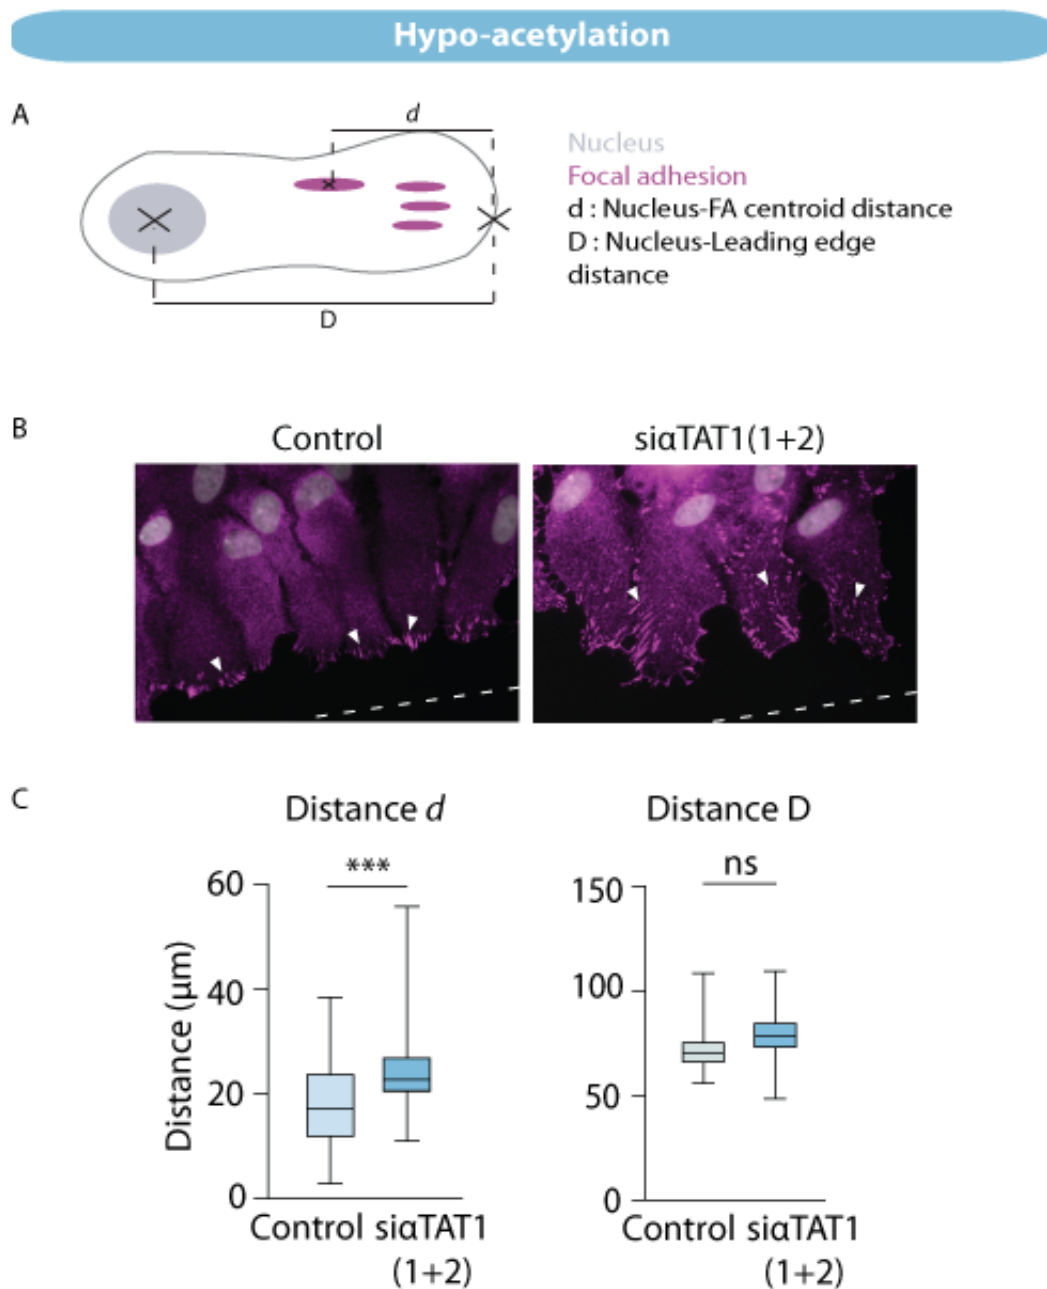 Hypo-acetylation
A
d
D
Nucleus
Focal adhesion
d : Nucleus-FA centroid distance
D : Nucleus-Leading edge
distance
B
Control
siαTAT1(1+2)
C
Distance d
Distance D
***
ns
Distance (µm)
60
40
20
0
Control siαTAT1
(1+2)
150
100
50
0
Control siαTAT1
(1+2)